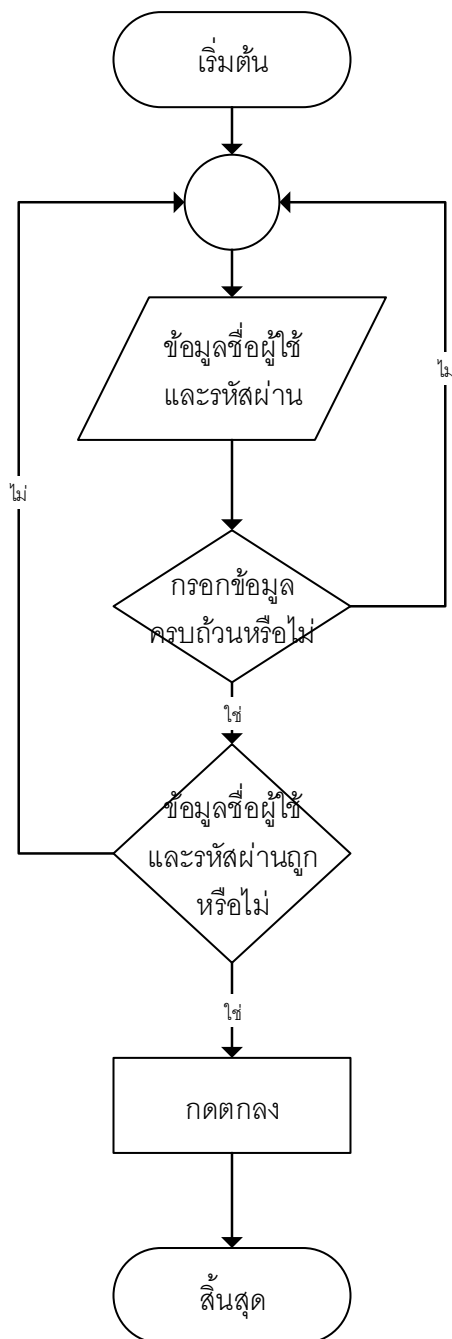 เริ่มต้น
ข้อมูลชื่อผู้ใช้
และรหัสผ่าน
ไม่
ไม่
กรอกข้อมูล
ครบถ้วนหรือไม่
ใช่
ข้อมูลชื่อผู้ใช้
และรหัสผ่านถูก
หรือไม่
ใช่
กดตกลง
สิ้นสุด